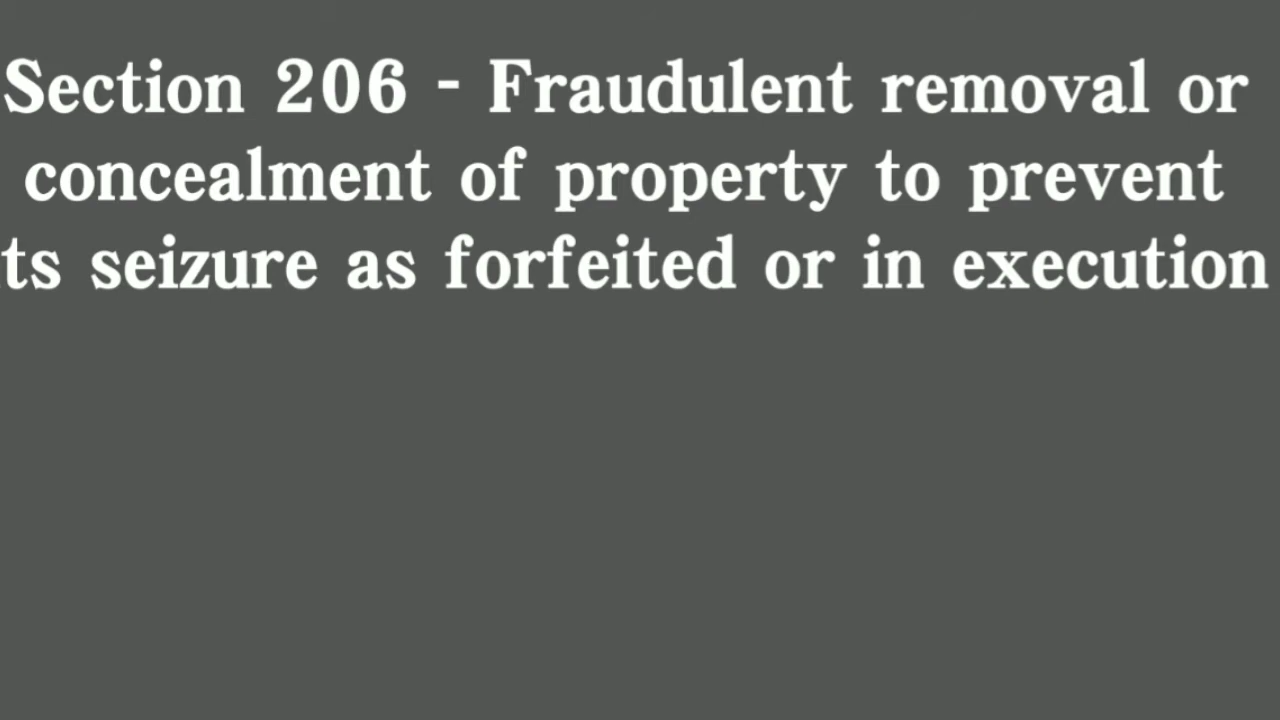 Section 206 - Fraudulent removal or
concealment of property to prevent
ts seizure as forfeited or in execution